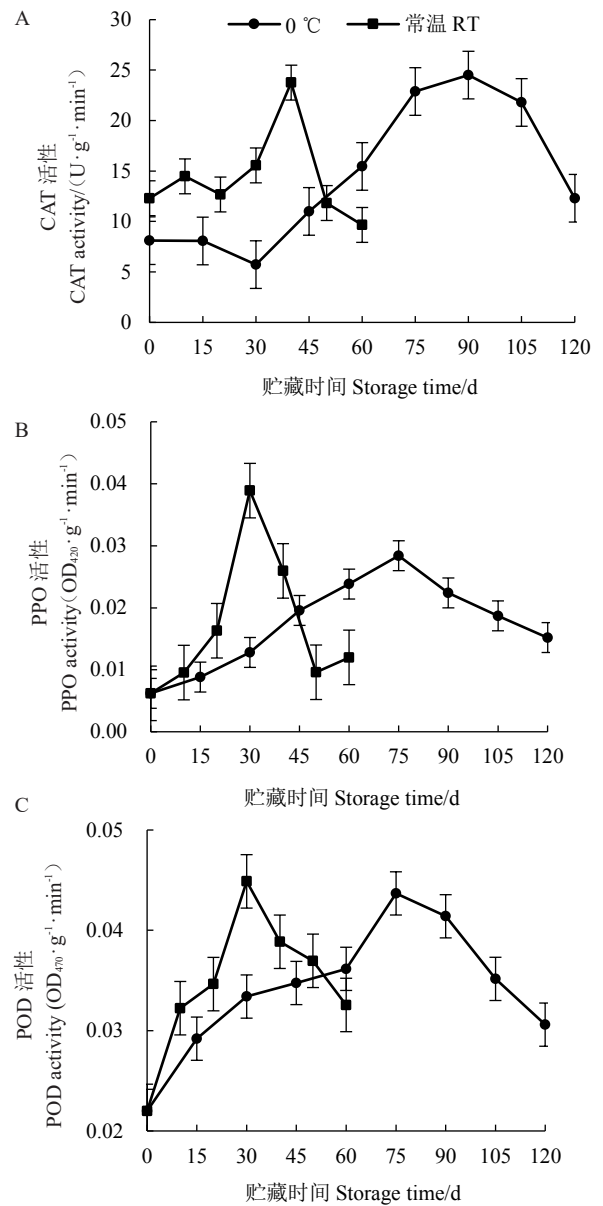 A
0 ℃
常温 RT
CAT 活性
CAT activity/(U·g⁻¹·min⁻¹)
30
25
20
15
10
5
0
0 15 30 45 60 75 90 105 120
贮藏时间 Storage time/d
B
PPO 活性
PPO activity(OD₄₂₀·g⁻¹·min⁻¹)
0.05
0.04
0.03
0.02
0.01
0.00
0 15 30 45 60 75 90 105 120
贮藏时间 Storage time/d
C
POD 活性
POD activity (OD₄₇₀·g⁻¹·min⁻¹)
0.05
0.04
0.03
0.02
0 15 30 45 60 75 90 105 120
贮藏时间 Storage time/d